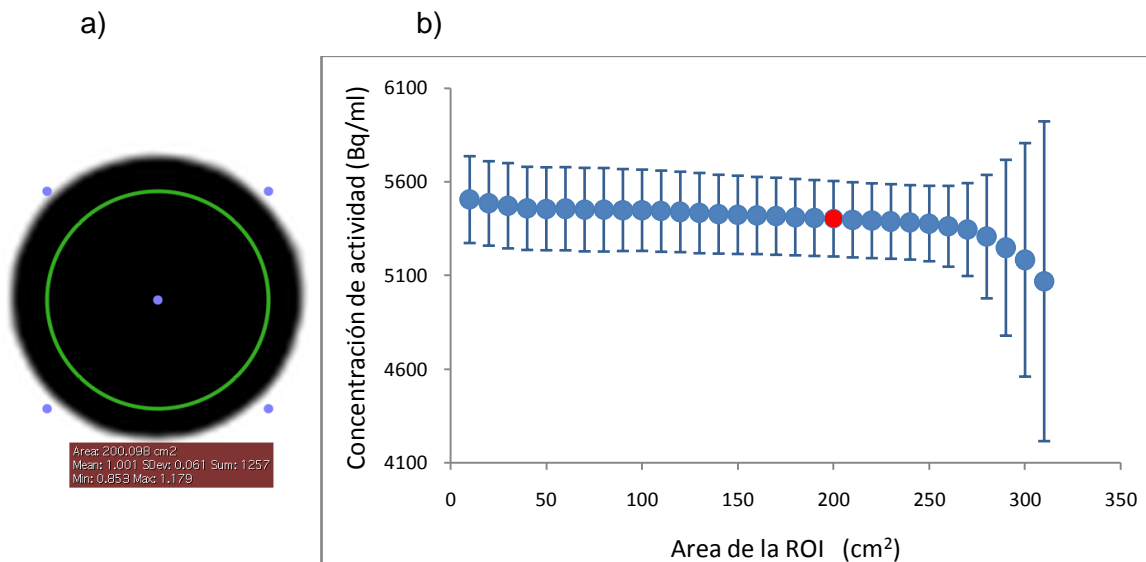 a)
b)
Area: 200.098 cm2
Mean: 1.001 SDev: 0.061 Sum: 1257
Min: 0.853 Max: 1.179
Concentración de actividad (Bq/ml)
6100
5600
5100
4600
4100
0 50 100 150 200 250 300 350
Area de la ROI (cm²)